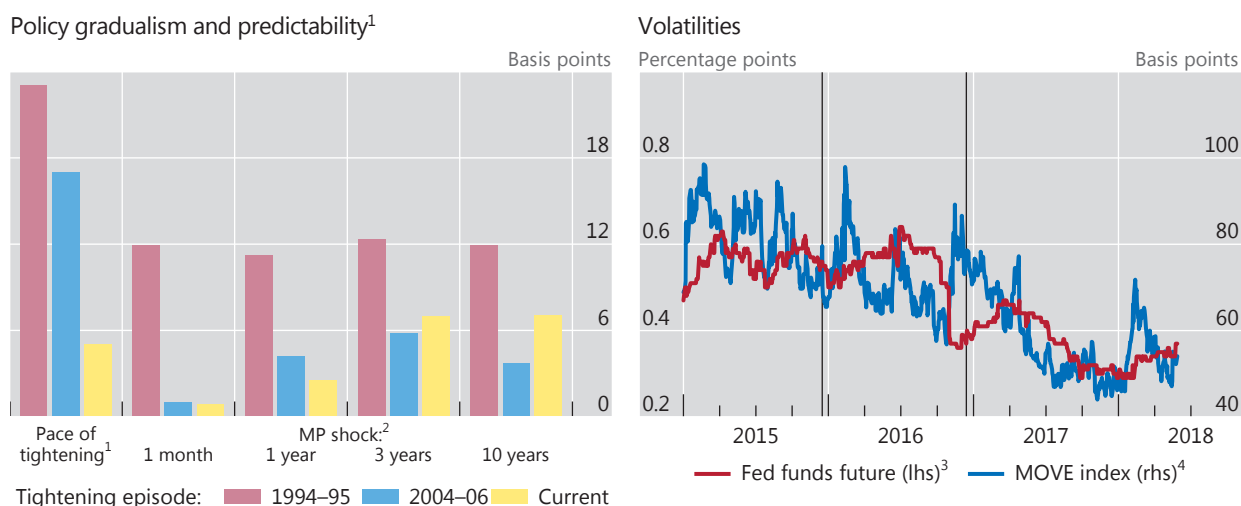 Policy gradualism and predictability¹
Basis points
18
12
6
0
Pace of
tightening¹
MP shock:²
1 month
1 year
3 years
10 years
Tightening episode:
1994–95
2004–06
Current
Volatilities
Percentage points
Basis points
0.8
100
0.6
80
0.4
60
0.2
40
2015
2016
2017
2018
Fed funds future (lhs)³
MOVE index (rhs)⁴